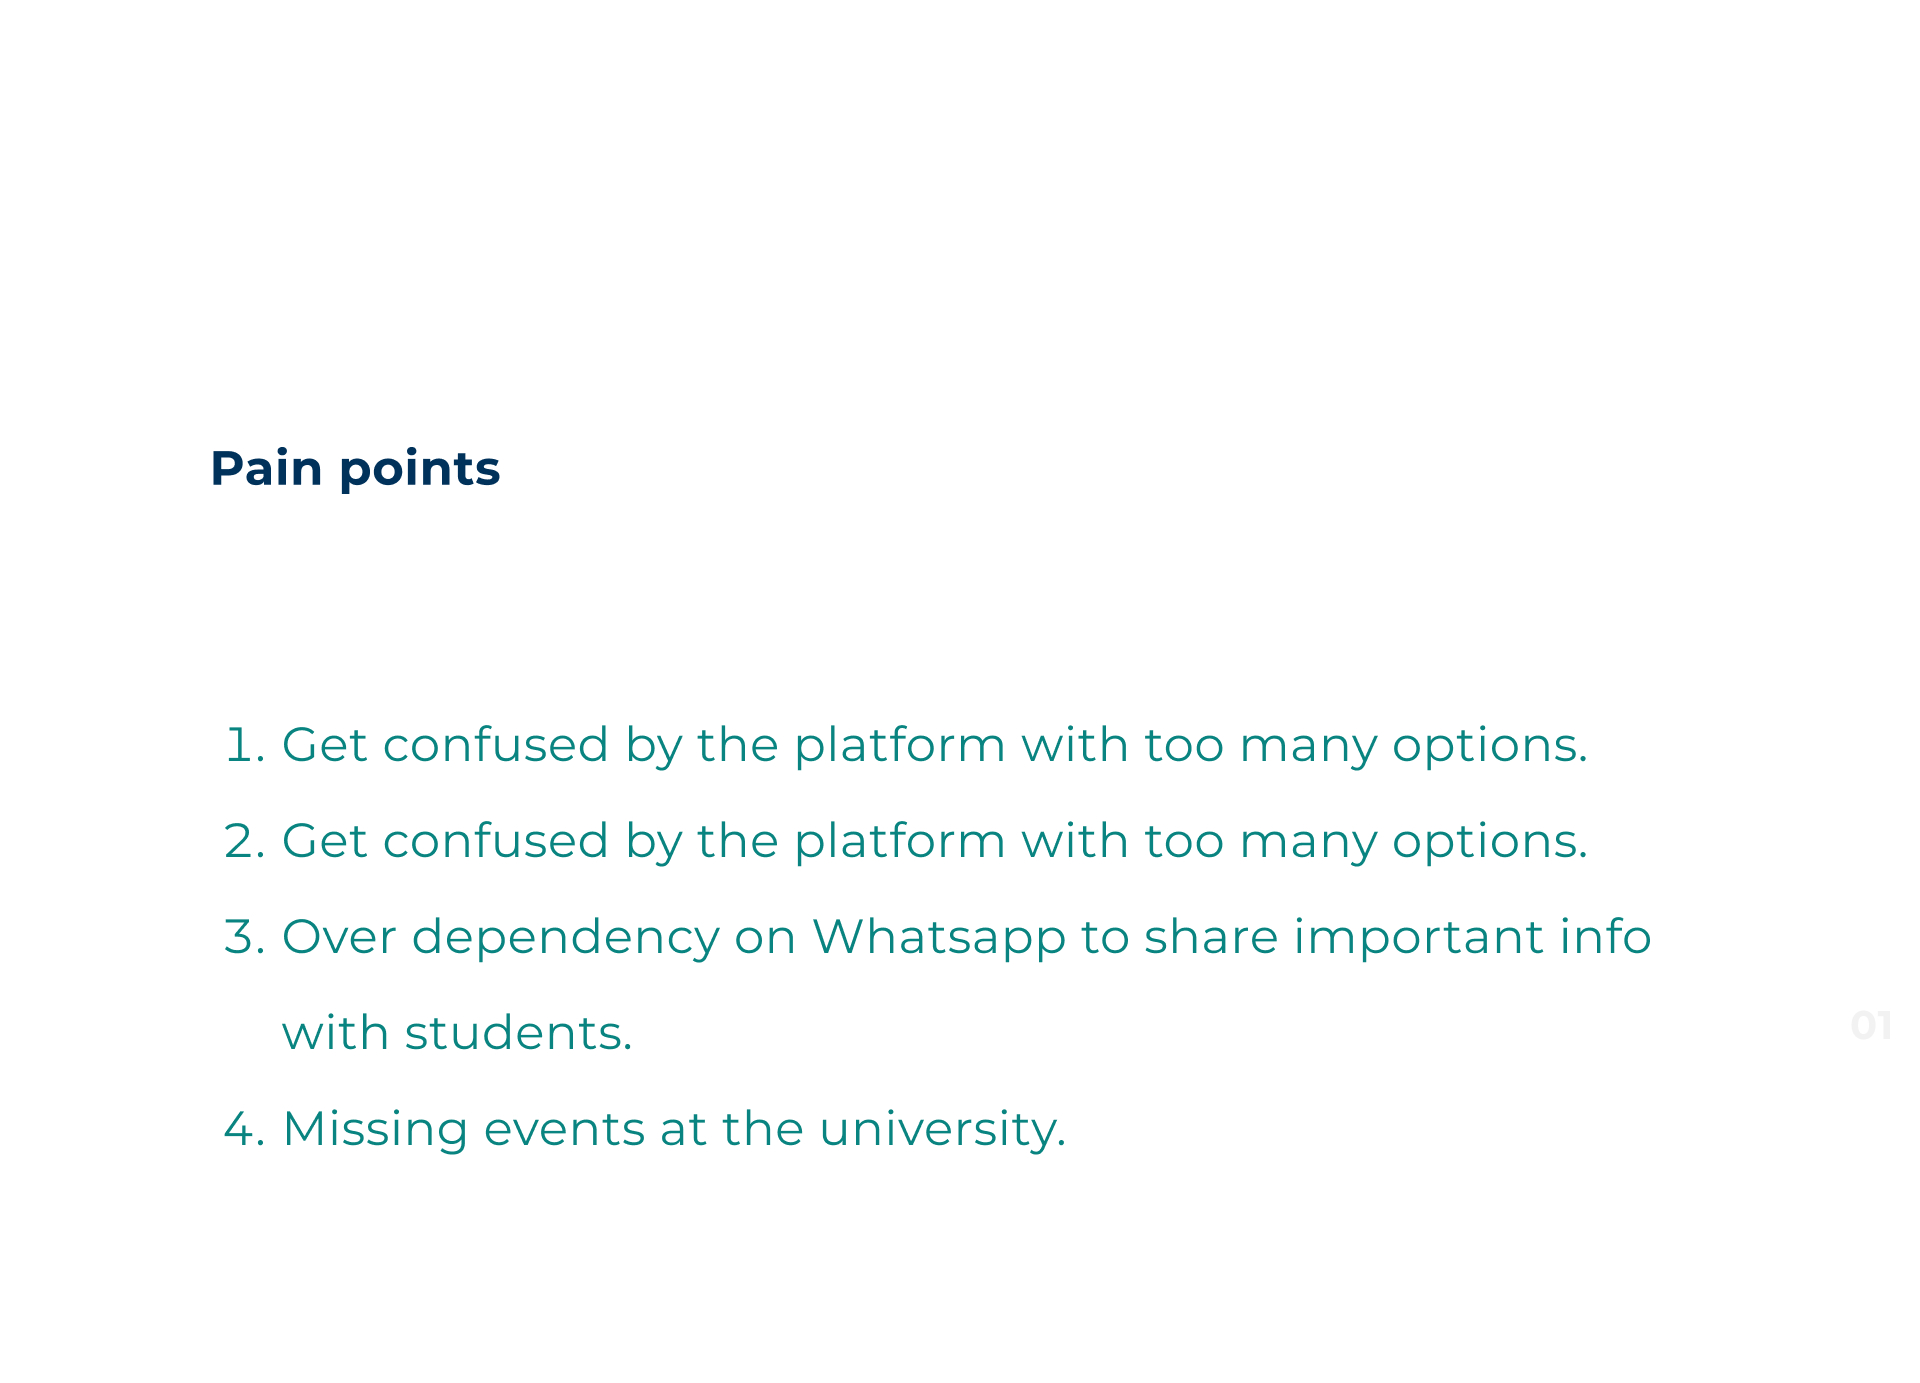 Pain points
1. Get confused by the platform with too many options.
2. Get confused by the platform with too many options.
3. Over dependency on Whatsapp to share important info
with students.
01
4. Missing events at the university.